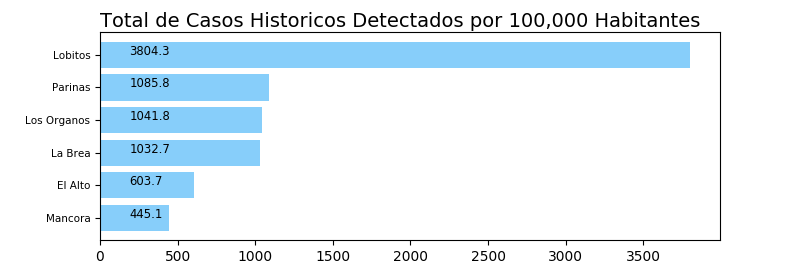 Total de Casos Historicos Detectados por 100,000 Habitantes
Lobitos 3804.3
Parinas 1085.8
Los Organos 1041.8
La Brea 1032.7
El Alto 603.7
Mancora 445.1
0 500 1000 1500 2000 2500 3000 3500